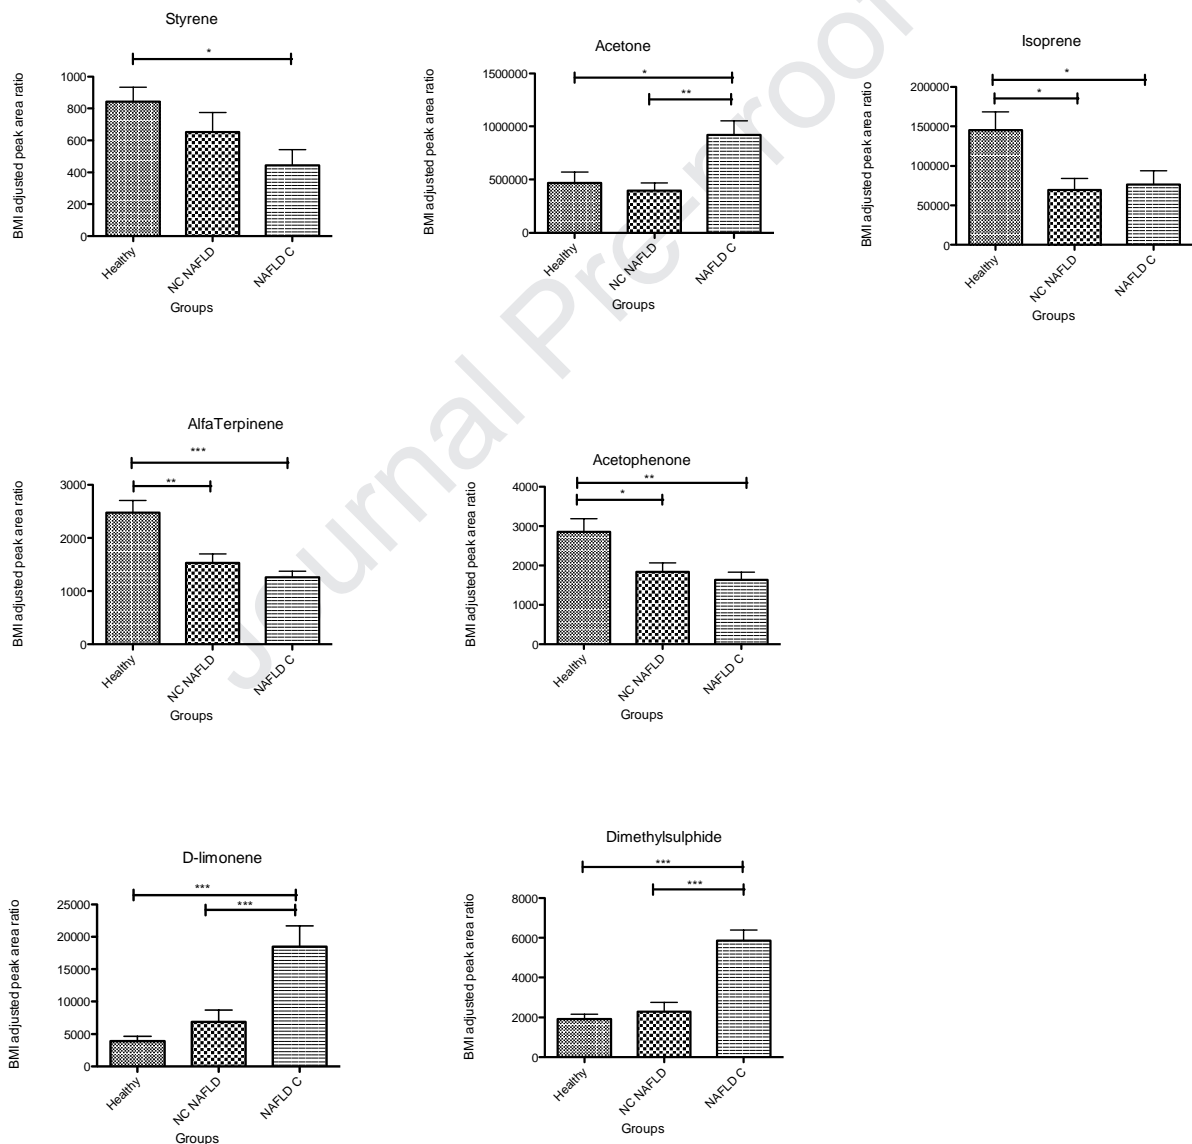 Styrene
*
BMI adjusted peak area ratio
1000
800
600
400
200
0
Healthy
NC NAFLD
NAFLD C
Groups
Acetone
*
**
BMI adjusted peak area ratio
1500000
1000000
500000
0
Healthy
NC NAFLD
NAFLD C
Groups
Isoprene
*
*
BMI adjusted peak area ratio
200000
150000
100000
50000
0
Healthy
NC NAFLD
NAFLD C
Groups
Journal Pre-proof
AlfaTerpinene
***
**
BMI adjusted peak area ratio
3000
2000
1000
0
Healthy
NC NAFLD
NAFLD C
Groups
Acetophenone
**
*
BMI adjusted peak area ratio
4000
3000
2000
1000
0
Healthy
NC NAFLD
NAFLD C
Groups
D-limonene
***
***
BMI adjusted peak area ratio
25000
20000
15000
10000
5000
0
Healthy
NC NAFLD
NAFLD C
Groups
Dimethylsulphide
***
***
BMI adjusted peak area ratio
8000
6000
4000
2000
0
Healthy
NC NAFLD
NAFLD C
Groups